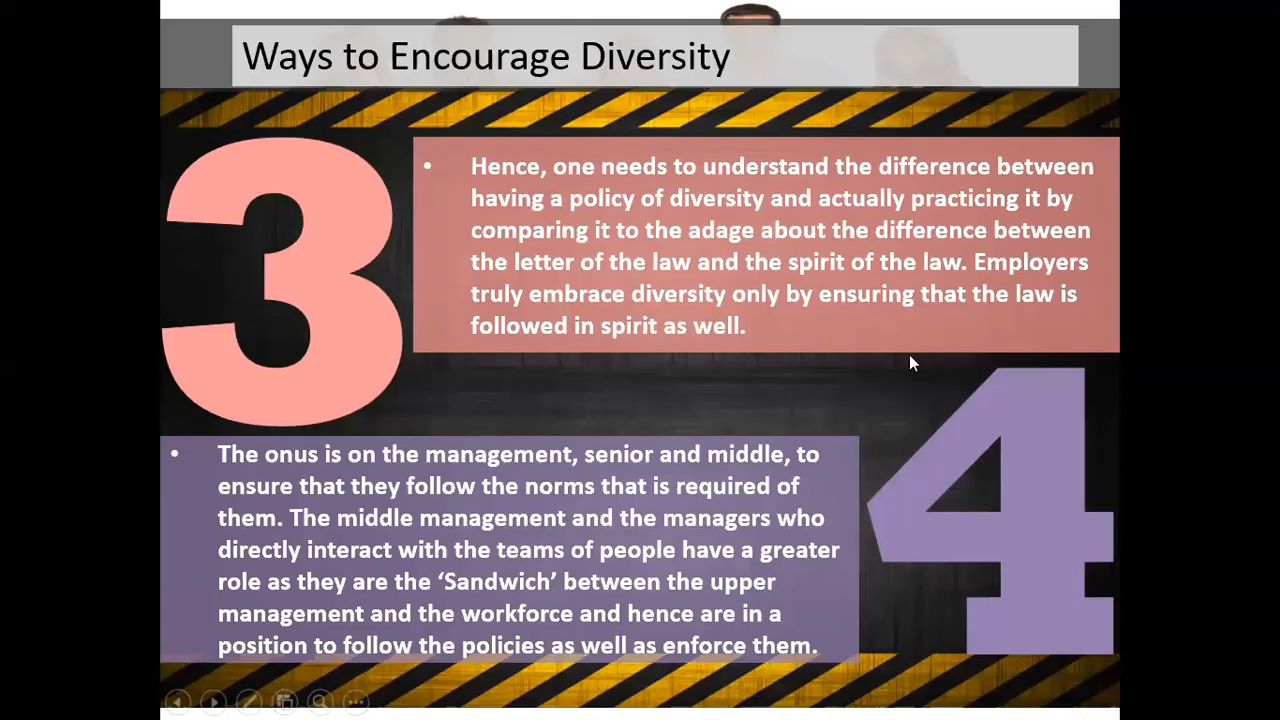 Ways to Encourage Diversity
3
• Hence, one needs to understand the difference between
having a policy of diversity and actually practicing it by
comparing it to the adage about the difference between
the letter of the law and the spirit of the law. Employers
truly embrace diversity only by ensuring that the law is
followed in spirit as well.
• The onus is on the management, senior and middle, to
ensure that they follow the norms that is required of
them. The middle management and the managers who
directly interact with the teams of people have a greater
role as they are the ‘Sandwich’ between the upper
management and the workforce and hence are in a
position to follow the policies as well as enforce them.
4